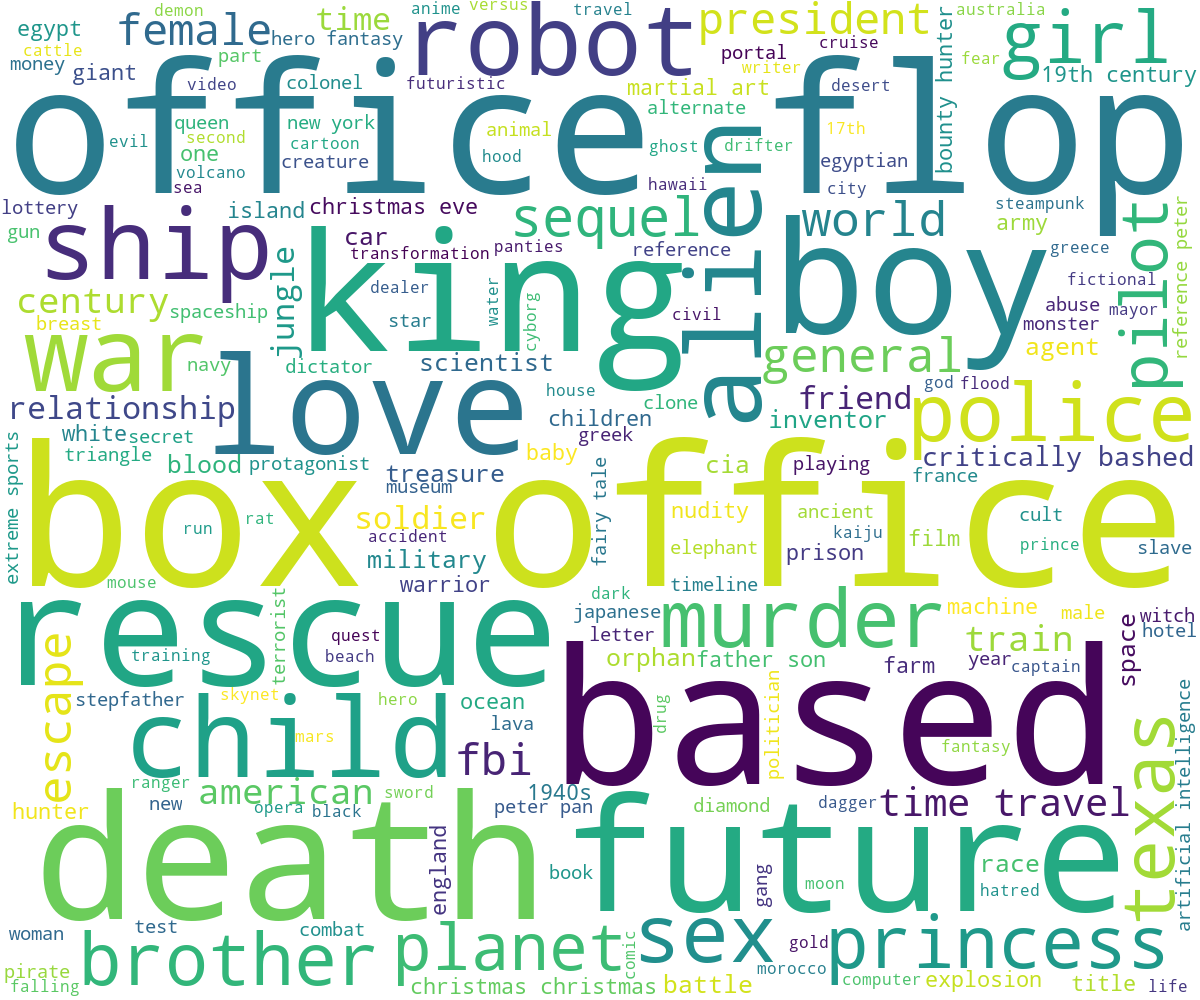 demon
anime
versus
travel
australia
egypt
female
time
robot
president
girl
cattle
hero fantasy
portal
cruise
bounty hunter
money
giant
part
writer
fear
19th century
video
colonel
futuristic
martial art
desert
office flop
alternate
queen
new york
animal
17th
evil
second
cartoon
ghost
drifter
one
creature
hood
egyptian
volcano
sea
hawaii
city
lottery
island
christmas eve
sequel
alien
world
steampunk
gun
ship
car
army
pilot
transformation
panties
reference
greece
king
boy
jungle
dealer
water
fictional
century
spaceship
star
cyborg
civil
abuse
mayor
reference peter
breast
monster
war
navy
dictator
scientist
general
agent
love
house
god
flood
relationship
clone
friend
police
children
inventor
white
secret
greek
triangle
blood
protagonist
treasure
baby
cia
playing
critically bashed
extreme sports
museum
fairy tale
france
box office
run
rat
soldier
nudity
ancient
cult
accident
kaiju
film
prince
slave
military
elephant
prison
mouse
warrior
timeline
rescue
terrorist
dark
japanese
murder
machine
male
witch
quest
letter
train
hotel
training
beach
orphan
father son
farm
year
captain
space
escape
stepfather
skynet
hero
ocean
based
politician
drug
child
lava
mars
fbi
fantasy
texas
artificial intelligence
ranger
american
sword
1940s
hunter
new
opera
black
peter pan
diamond
dagger
time travel
death
future
england
book
gang
moon
race
hatred
woman
test
combat
brother
planet
comic
sex
gold
princess
pirate
morocco
falling
christmas christmas
battle
computer
explosion
title
life